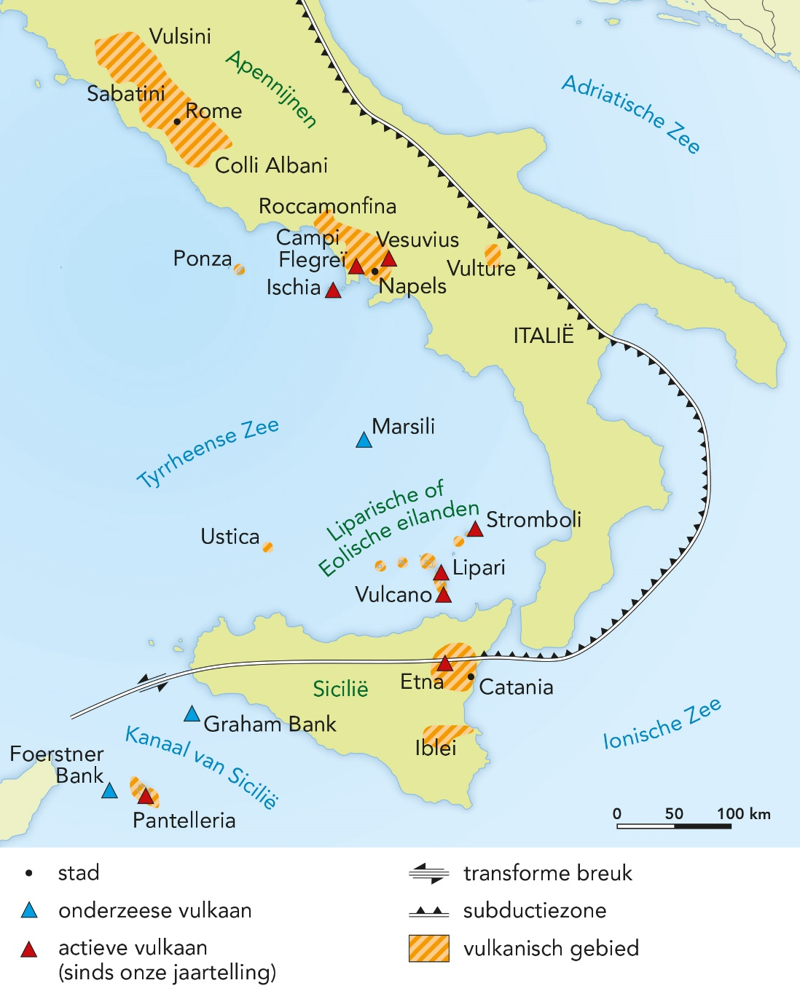 Vulsini
Apennijnen
Adriatische Zee
Sabatini
Rome
Colli Albani
Roccamonfina
Campi
Flegreï
Vesuvius
Ponza
Vulture
Ischia
Napels
ITALIË
Marsili
Tyrrheense Zee
Liparische of
Eolische eilanden
Stromboli
Ustica
Lipari
Vulcano
Etna
Catania
Sicilië
Graham Bank
Ionische Zee
Kanaal van Sicilië
Iblei
Foerstner
Bank
Pantelleria
0 50 100 km
stad
onderzeese vulkaan
actieve vulkaan
(sinds onze jaartelling)
transforme breuk
subductiezone
vulkanisch gebied